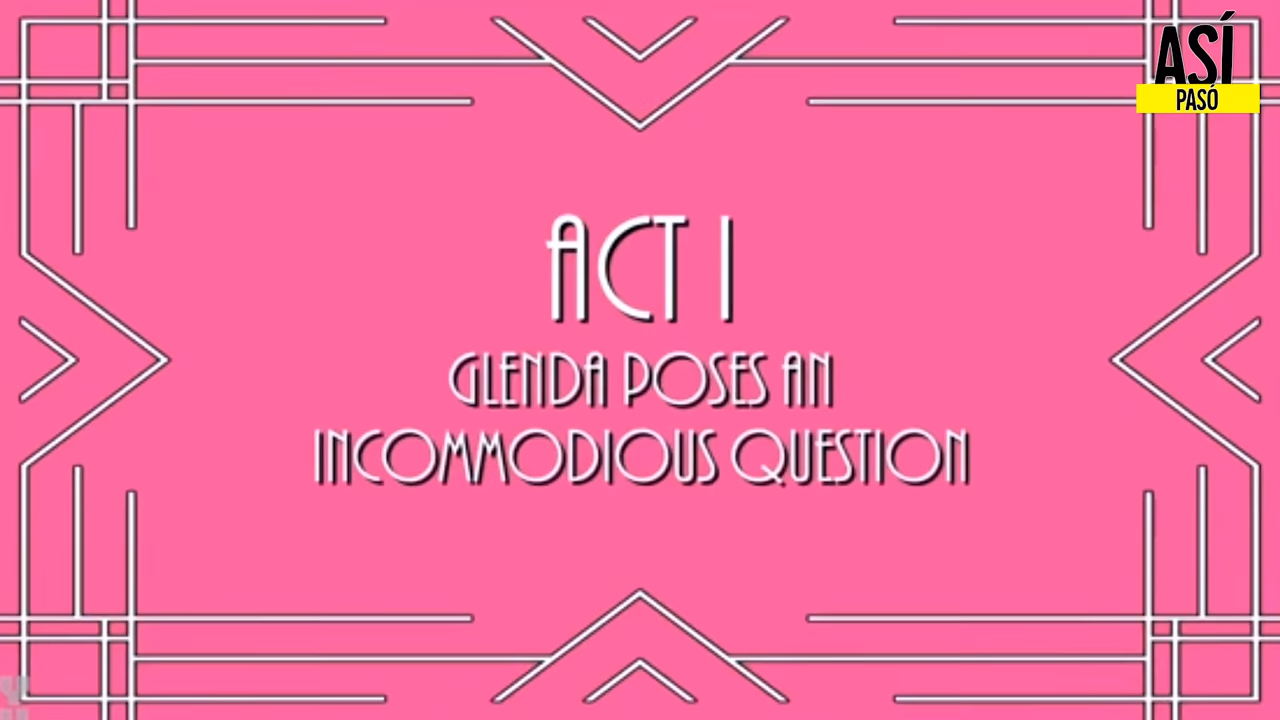 ASÍ
PASÓ
ACT I
GLENDA POSES AN
INCOMMODIOUS QUESTION